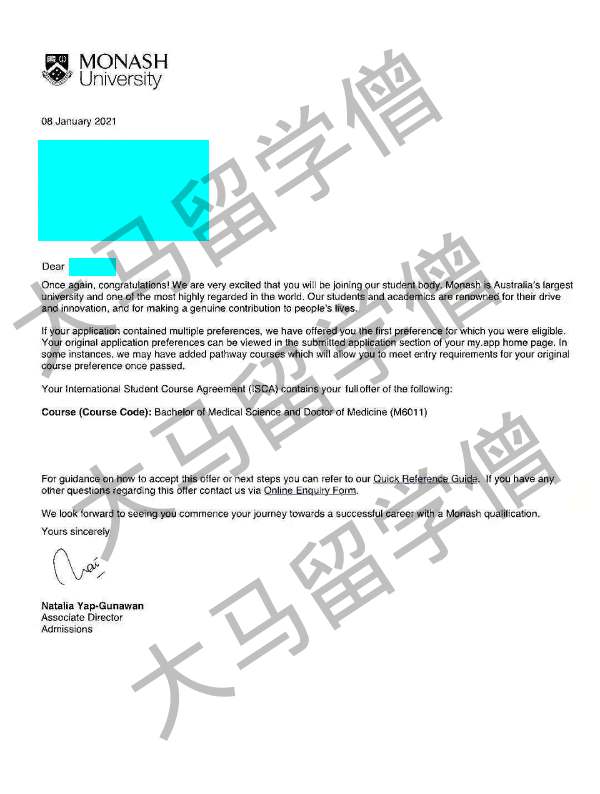 MONASH
University
08 January 2021
Dear
Once again, congratulations! We are very excited that you will be joining our student body. Monash is Australia's largest
university and one of the most highly regarded in the world. Our students and academics are renowned for their drive
and innovation, and for making a genuine contribution to people's lives.
If your application contained multiple preferences, we have offered you the first preference for which you were eligible.
Your original application preferences can be viewed in the submitted application section of your my.app home page. In
some instances, we may have added pathway courses which will allow you to meet entry requirements for your original
course preference once passed.
Your International Student Course Agreement (ISCA) contains your full offer of the following:
Course (Course Code): Bachelor of Medical Science and Doctor of Medicine (M6011)
For guidance on how to accept this offer or next steps you can refer to our Quick Reference Guide. If you have any
other questions regarding this offer contact us via Online Enquiry Form.
We look forward to seeing you commence your journey towards a successful career with a Monash qualification.
Yours sincerely
Natalia Yap-Gunawan
Associate Director
Admissions
大马留学僧
大马留学僧
大马留学僧